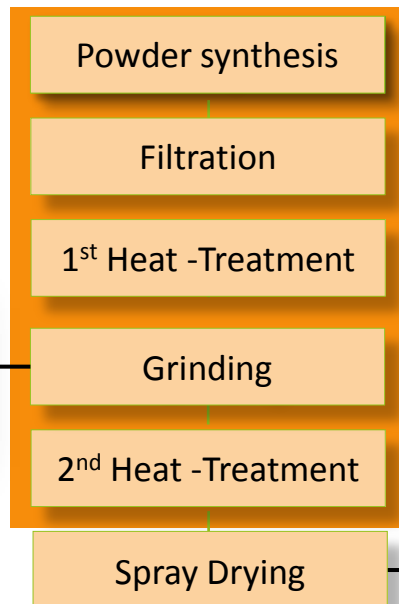 Powder synthesis
Filtration
1st Heat -Treatment
Grinding
2nd Heat -Treatment
Spray Drying